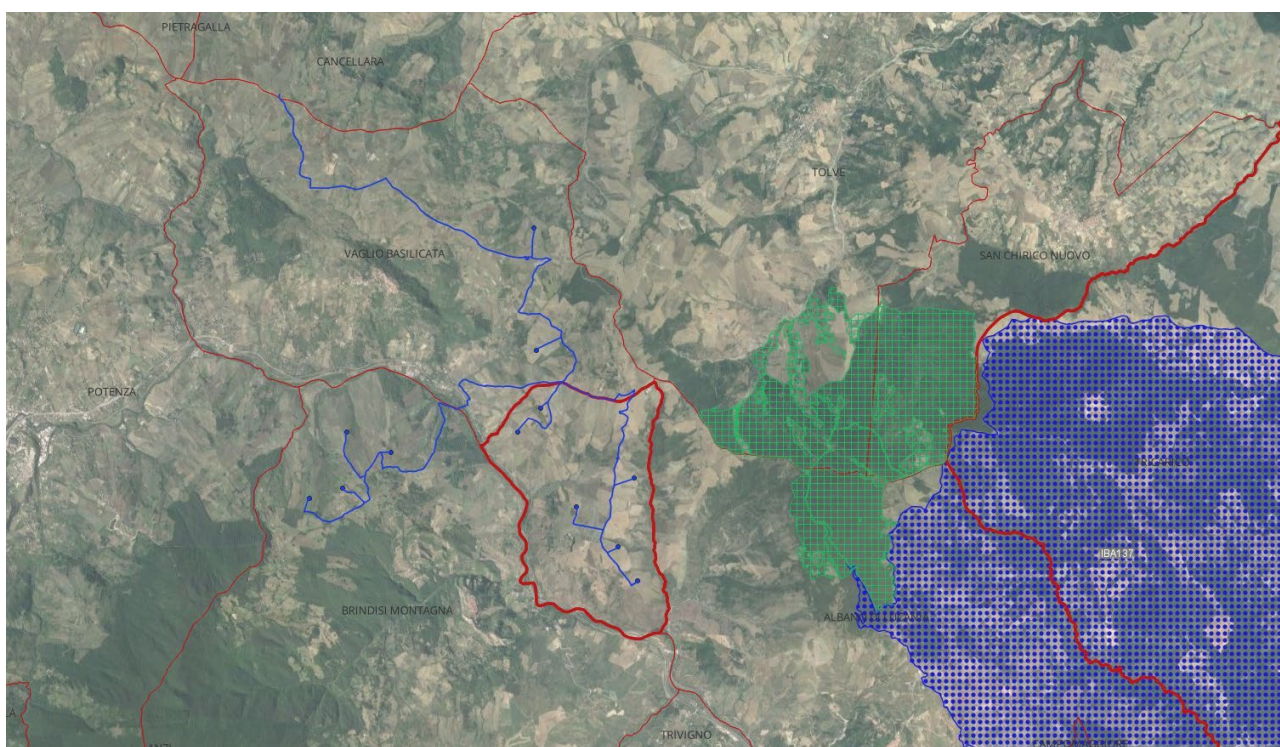 PIETRAGALLA
CANCELLARA
TOLVE
VAGLIO BASILICATA
SAN CHIRICO NUOVO
POTENZA
IBA137
BRINDISI MONTAGNA
TRIVIGNO